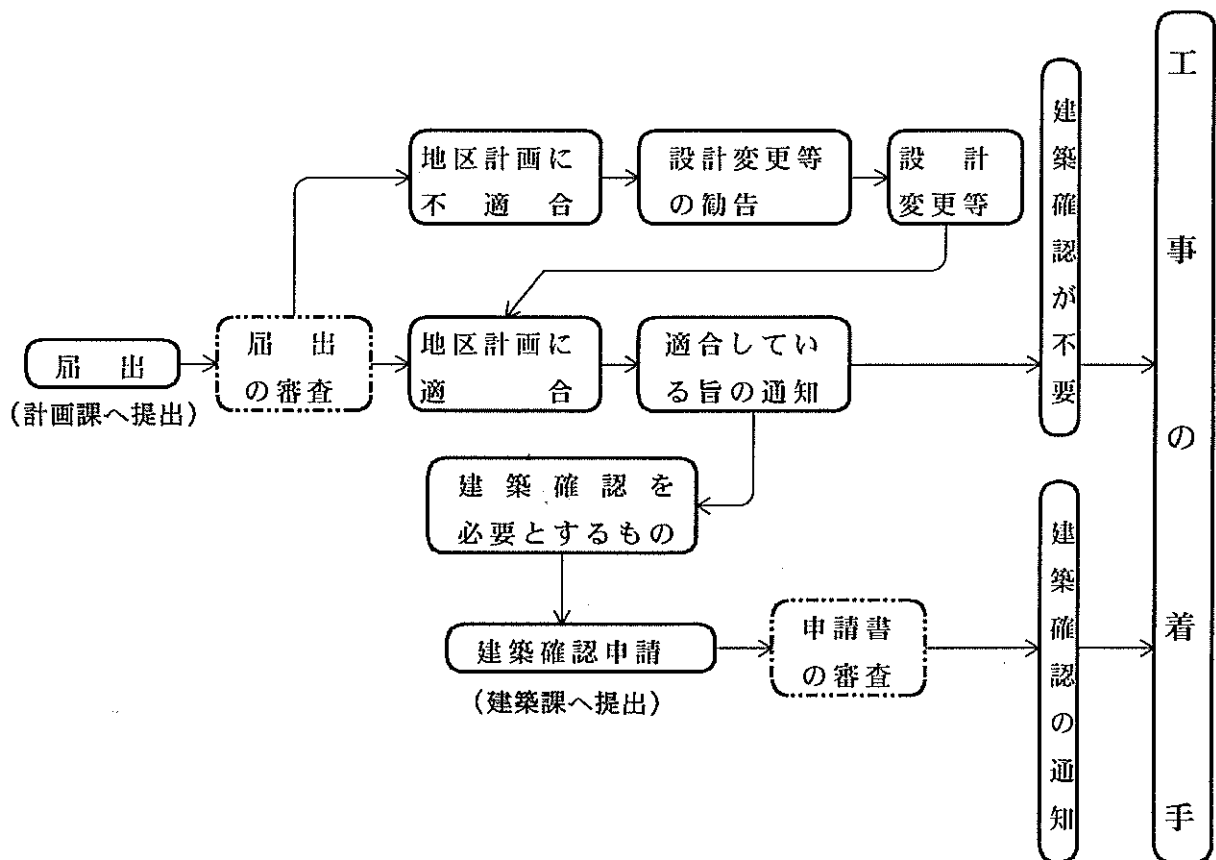 地区計画に
不適合
設計変更等
の勧告
設計
変更等
届出
(計画課へ提出)
届出
の審査
地区計画に
適合
適合してい
る旨の通知
建築確認が不要
建築確認を
必要とするもの
建築確認申請
(建築課へ提出)
申請書
の審査
建築確認の通知
工事の着手